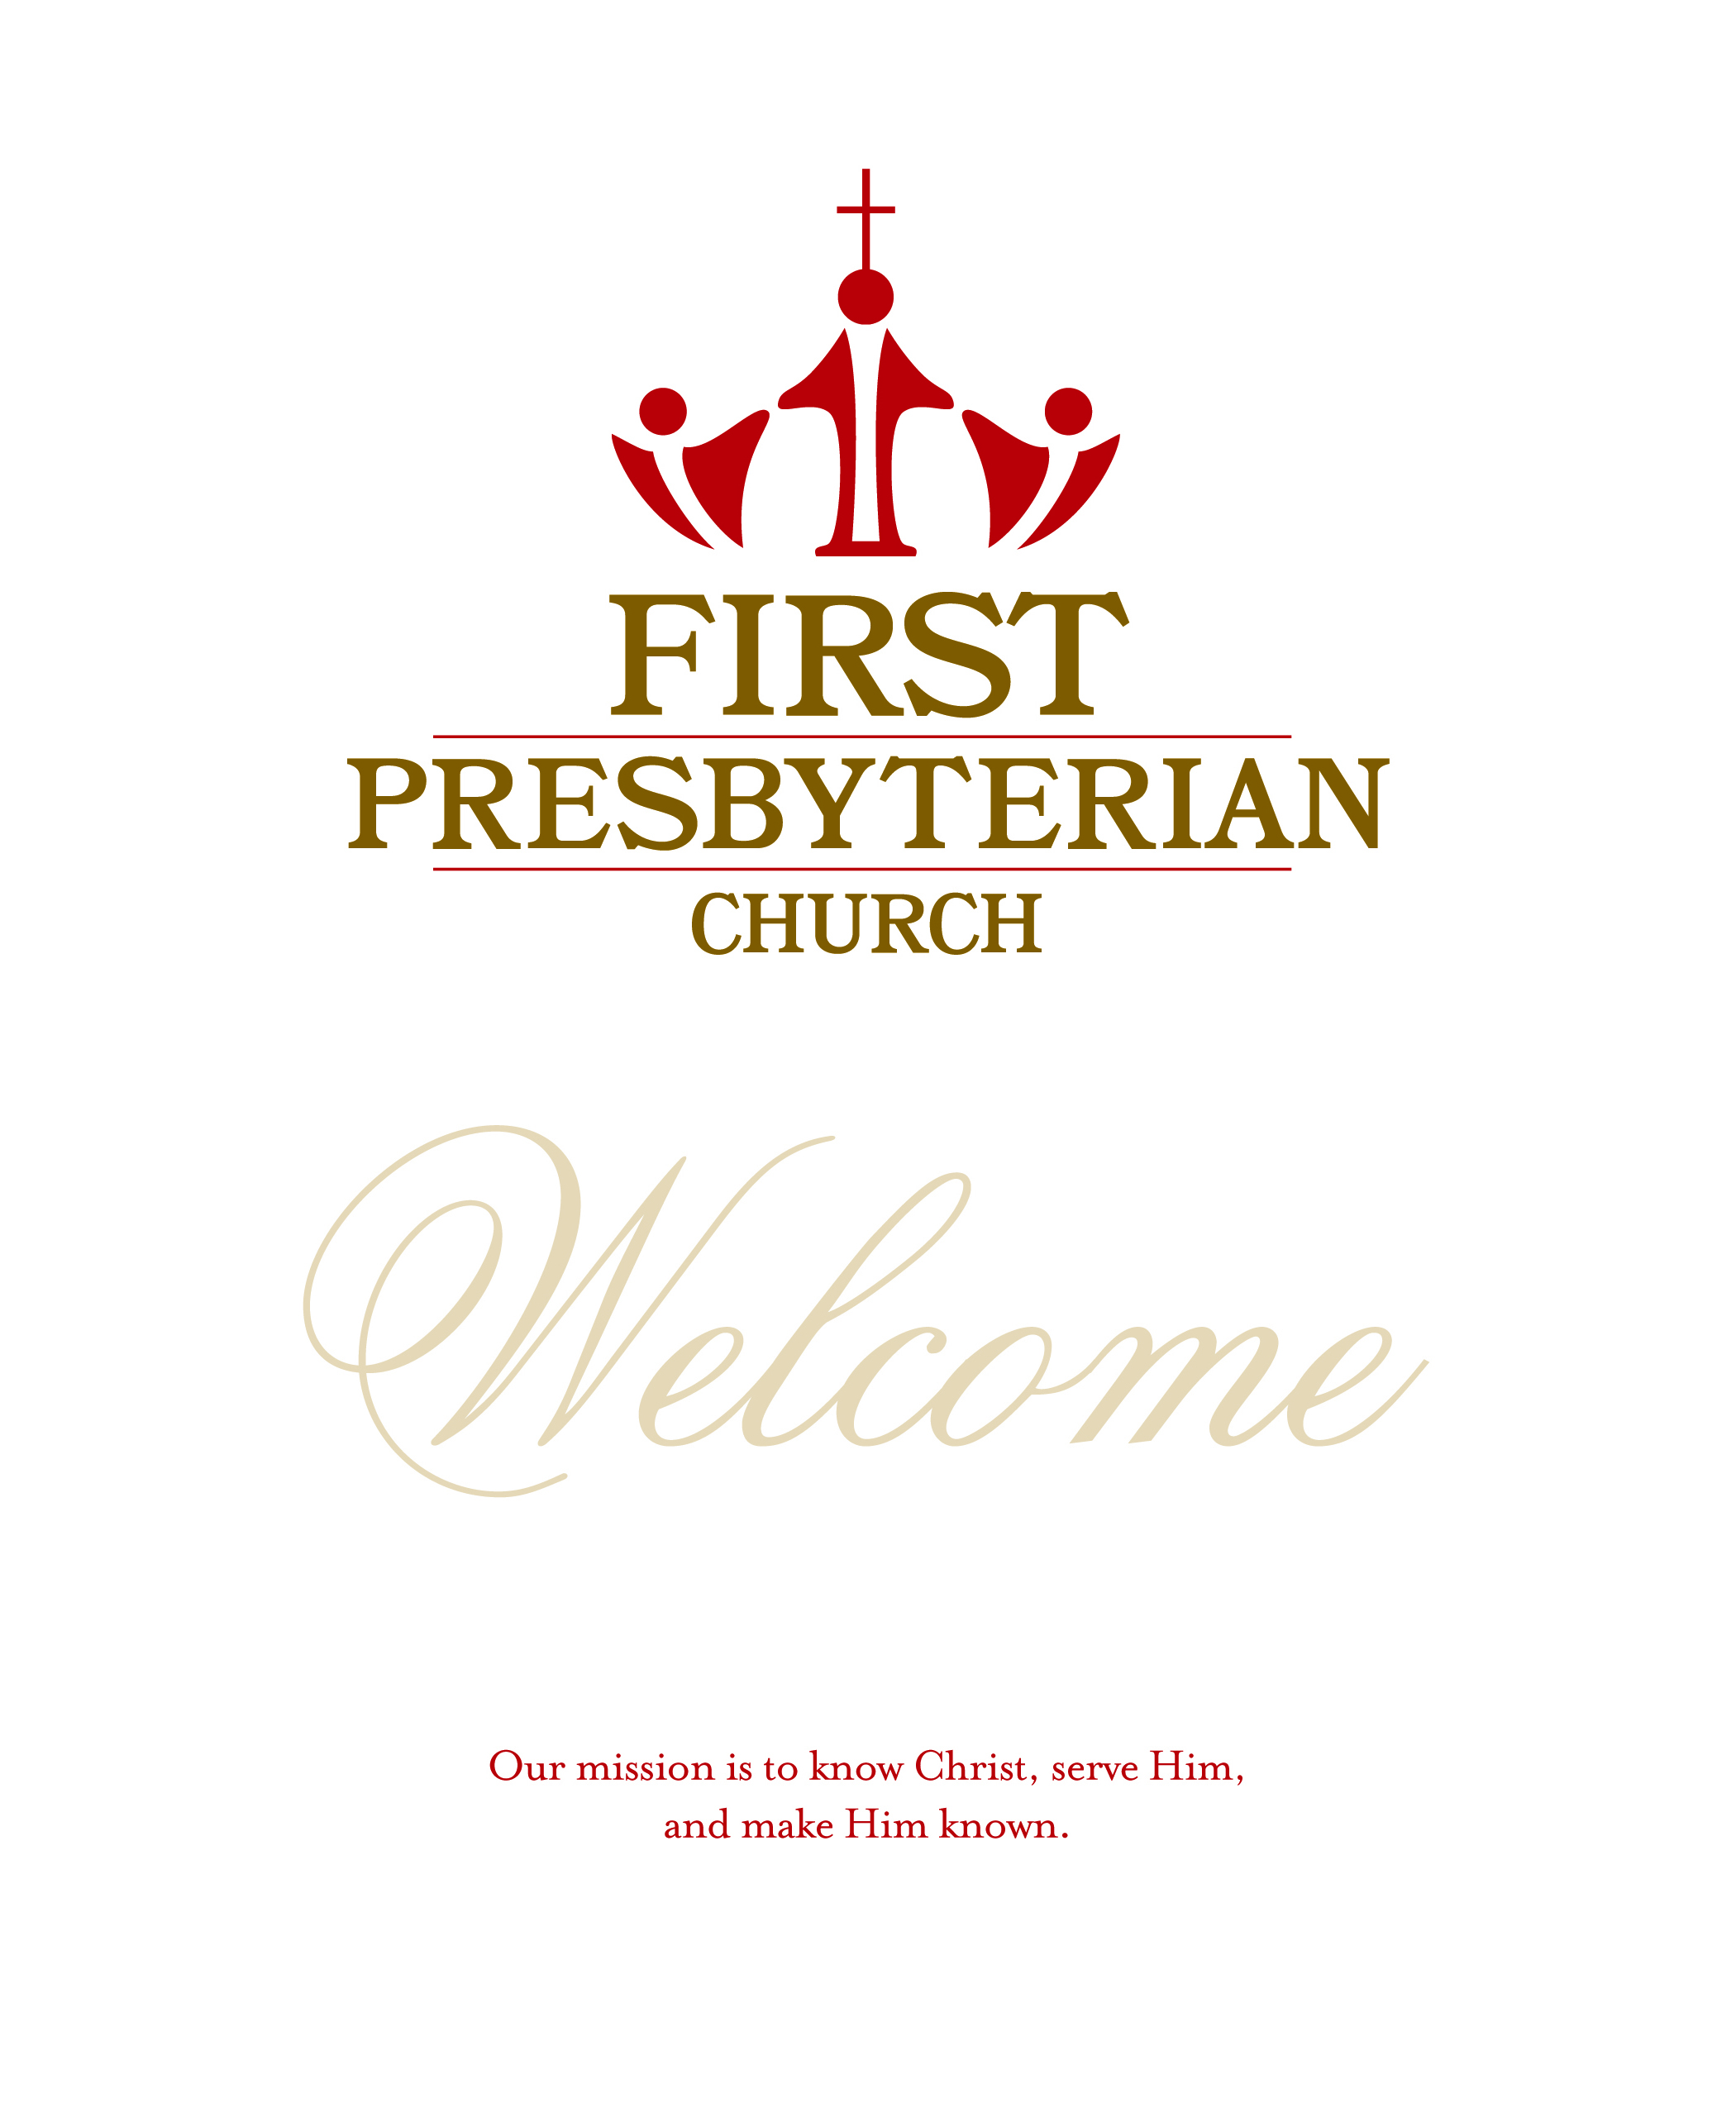 FIRST
PRESBYTERIAN
CHURCH
Welcome
Our mission is to know Christ, serve Him,
and make Him known.